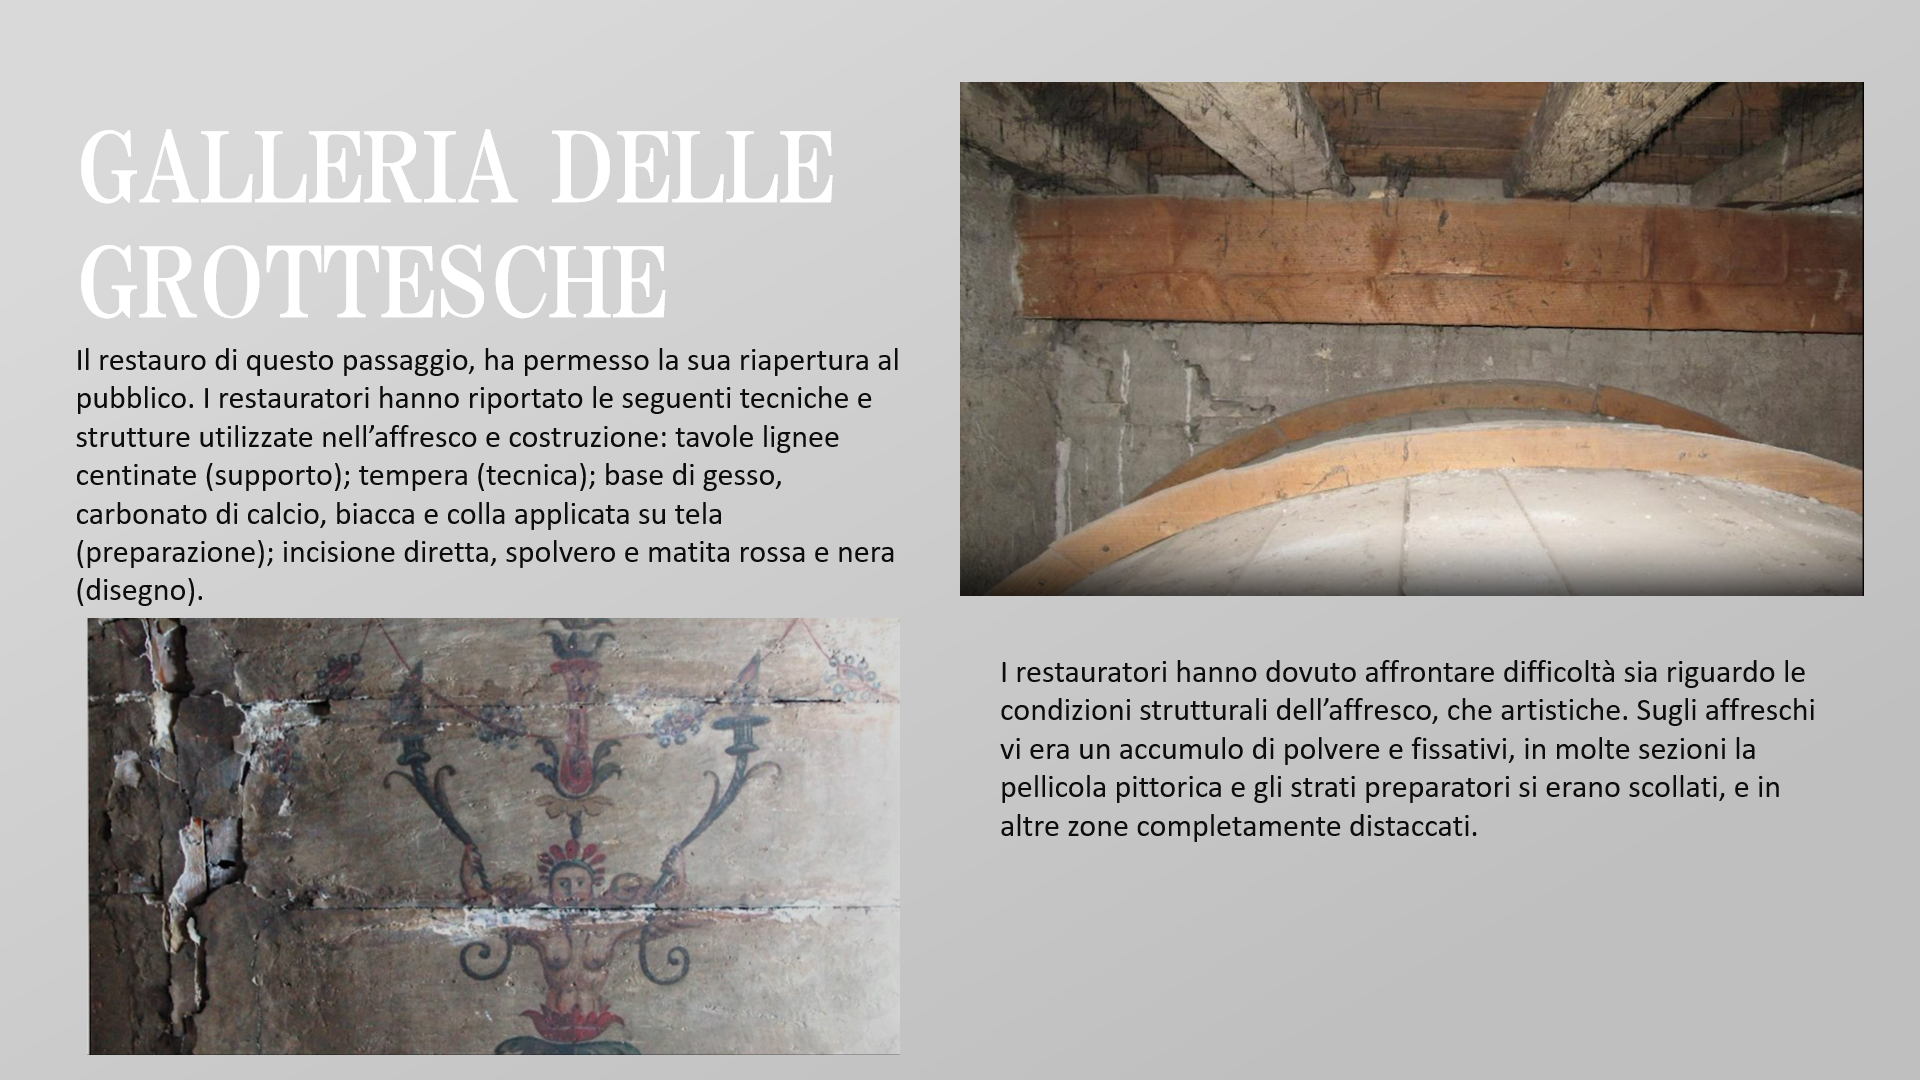 GALLERIA DELLE
GROTTESCHE
Il restauro di questo passaggio, ha permesso la sua riapertura al
pubblico. I restauratori hanno riportato le seguenti tecniche e
strutture utilizzate nell’affresco e costruzione: tavole lignee
centinate (supporto); tempera (tecnica); base di gesso,
carbonato di calcio, biacca e colla applicata su tela
(preparazione); incisione diretta, spolvero e matita rossa e nera
(disegno).
I restauratori hanno dovuto affrontare difficoltà sia riguardo le
condizioni strutturali dell’affresco, che artistiche. Sugli affreschi
vi era un accumulo di polvere e fissativi, in molte sezioni la
pellicola pittorica e gli strati preparatori si erano scollati, e in
altre zone completamente distaccati.